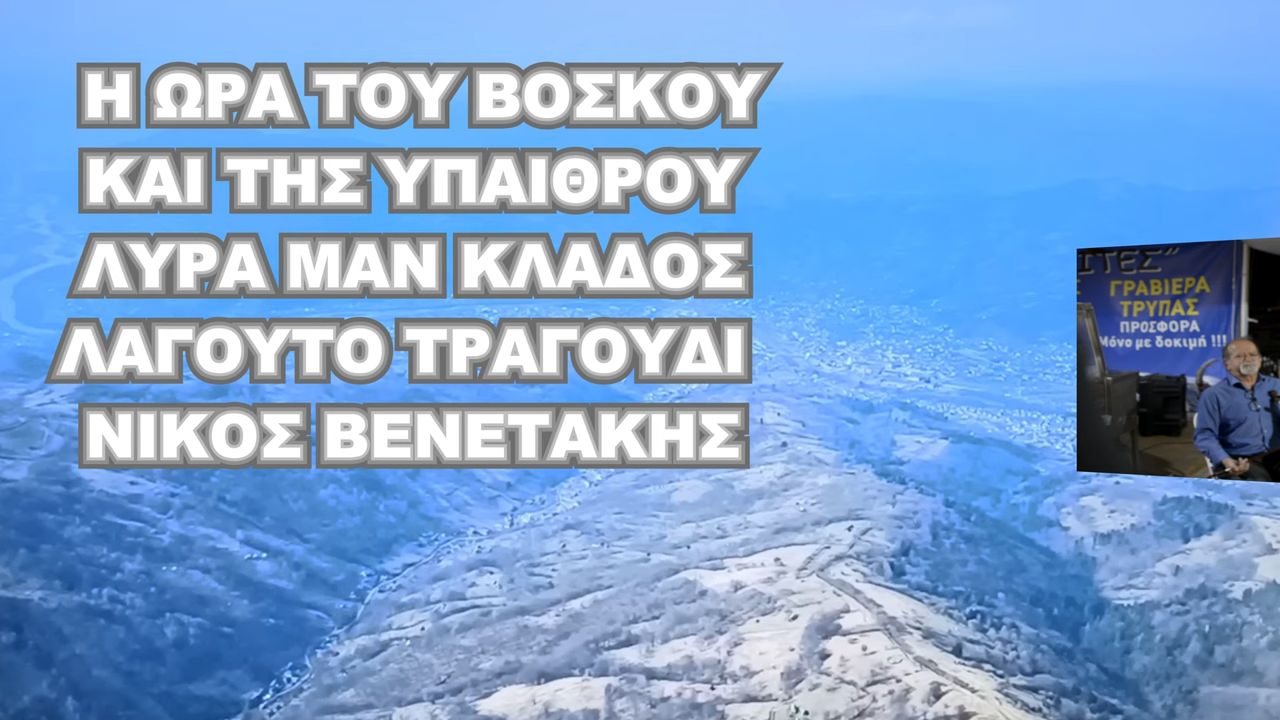 Η ΩΡΑ ΤΟΥ ΒΟΣΚΟΥ
ΚΑΙ ΤΗΣ ΥΠΑΙΘΡΟΥ
ΛΥΡΑ ΜΑΝ ΚΛΑΔΟΣ
ΛΑΓΟΥΤΟ ΤΡΑΓΟΥΔΙ
ΝΙΚΟΣ ΒΕΝΕΤΑΚΗΣ
ΓΡΑΒΙΕΡΑ
ΤΡΥΠΑΣ
ΠΡΟΣΦΟΡΑ
Μόνο με δοκιμή !!!